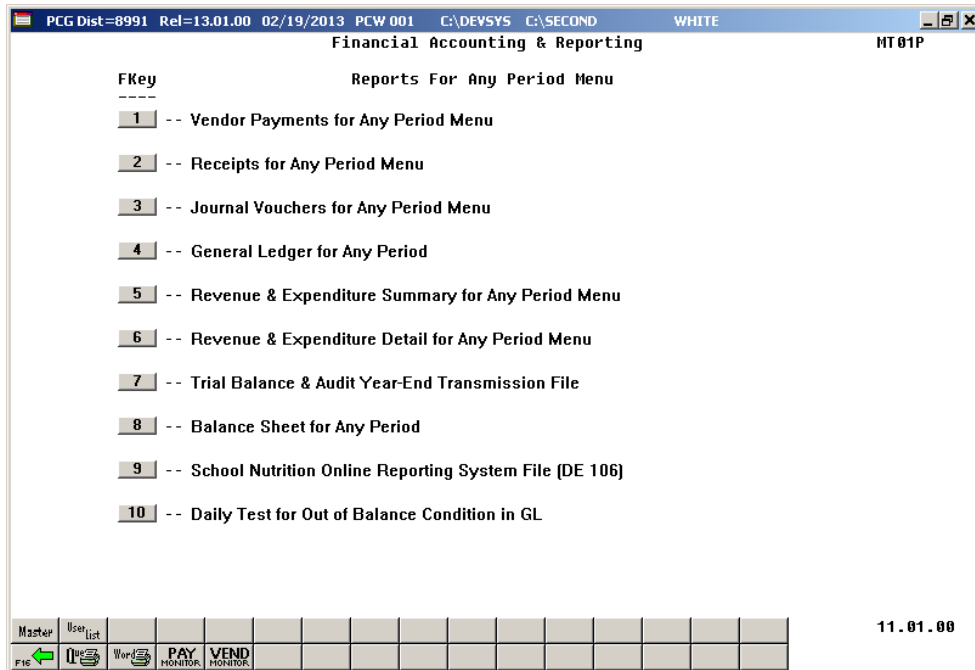 PCG Dist=8991 Rel=13.01.00 02/19/2013 PCW 001 C:\DEVSYS C:\SECOND WHITE
Financial Accounting & Reporting MT01P
FKey Reports For Any Period Menu
----
1 -- Vendor Payments for Any Period Menu
2 -- Receipts for Any Period Menu
3 -- Journal Vouchers for Any Period Menu
4 -- General Ledger for Any Period
5 -- Revenue & Expenditure Summary for Any Period Menu
6 -- Revenue & Expenditure Detail for Any Period Menu
7 -- Trial Balance & Audit Year-End Transmission File
8 -- Balance Sheet for Any Period
9 -- School Nutrition Online Reporting System File (DE 106)
10 -- Daily Test for Out of Balance Condition in GL
Master User List 11.01.00
F16 Que Word PAY MONITOR VEND MONITOR